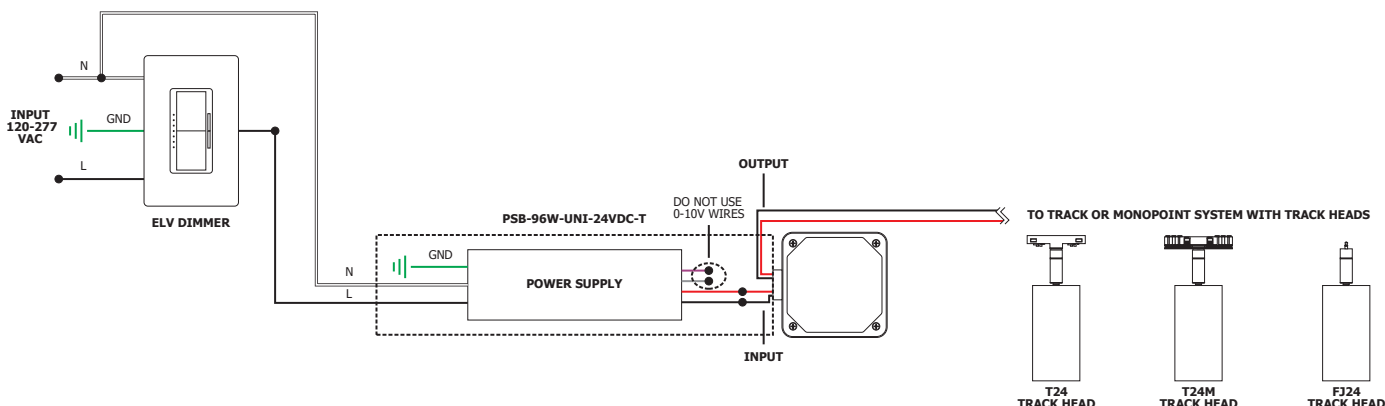 N
INPUT
120-277
VAC
GND
L
ELV DIMMER
PSB-96W-UNI-24VDC-T
DO NOT USE
0-10V WIRES
OUTPUT
TO TRACK OR MONOPOINT SYSTEM WITH TRACK HEADS
GND
N
L
POWER SUPPLY
INPUT
T24
TRACK HEAD
T24M
TRACK HEAD
FJ24
TRACK HEAD